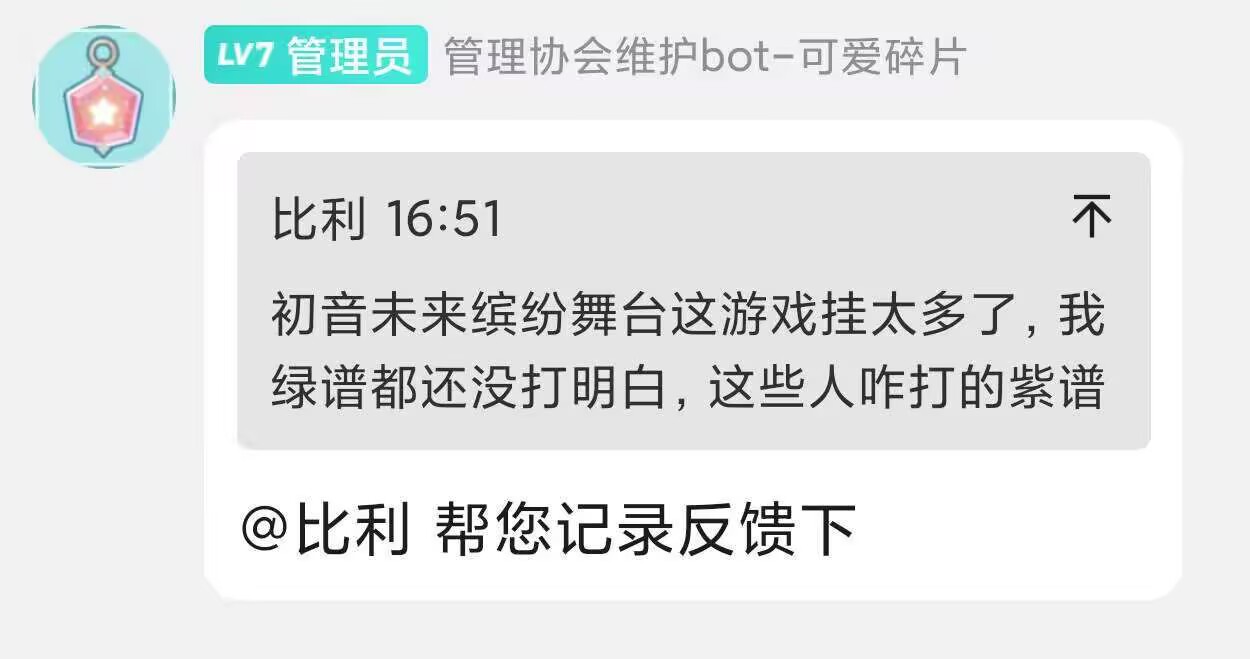 LV7 管理员 管理协会维护bot-可爱碎片
比利 16:51
初音未来缤纷舞台这游戏挂太多了，我
绿谱都还没打明白，这些人咋打的紫谱
@比利 帮您记录反馈下